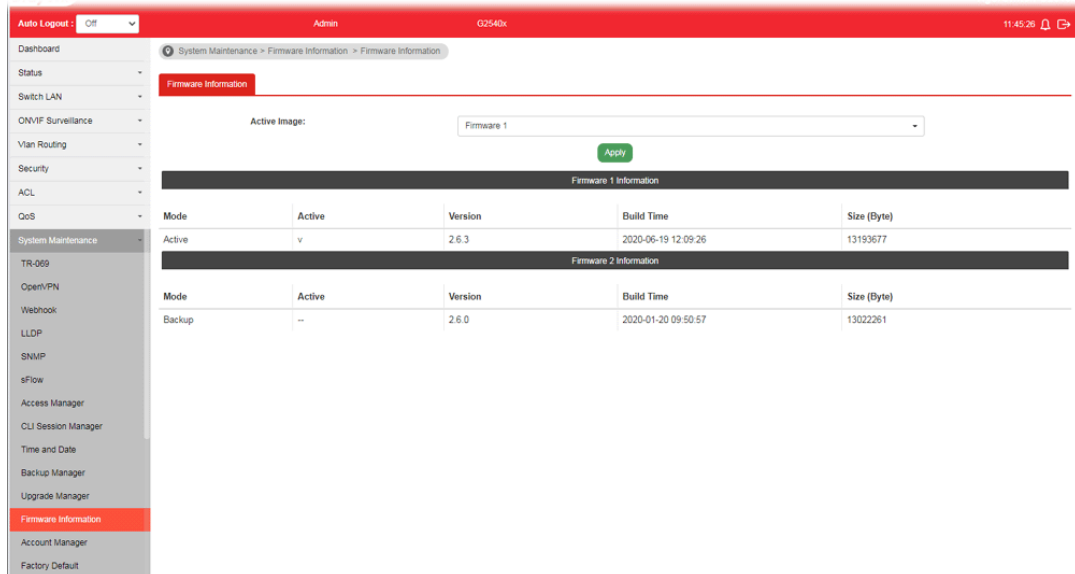 Auto Logout : Off Admin G2540x 11:45:26
Dashboard
Status
Switch LAN
ONVIF Surveillance
Vlan Routing
Security
ACL
QoS
System Maintenance
TR-069
OpenVPN
Webhook
LLDP
SNMP
sFlow
Access Manager
CLI Session Manager
Time and Date
Backup Manager
Upgrade Manager
Firmware Information
Account Manager
Factory Default
System Maintenance > Firmware Information > Firmware Information
Firmware Information
Active Image: Firmware 1
Apply
Firmware 1 Information
Mode Active Version Build Time Size (Byte)
Active v 2.6.3 2020-06-19 12:09:26 13193677
Firmware 2 Information
Mode Active Version Build Time Size (Byte)
Backup -- 2.6.0 2020-01-20 09:50:57 13022261